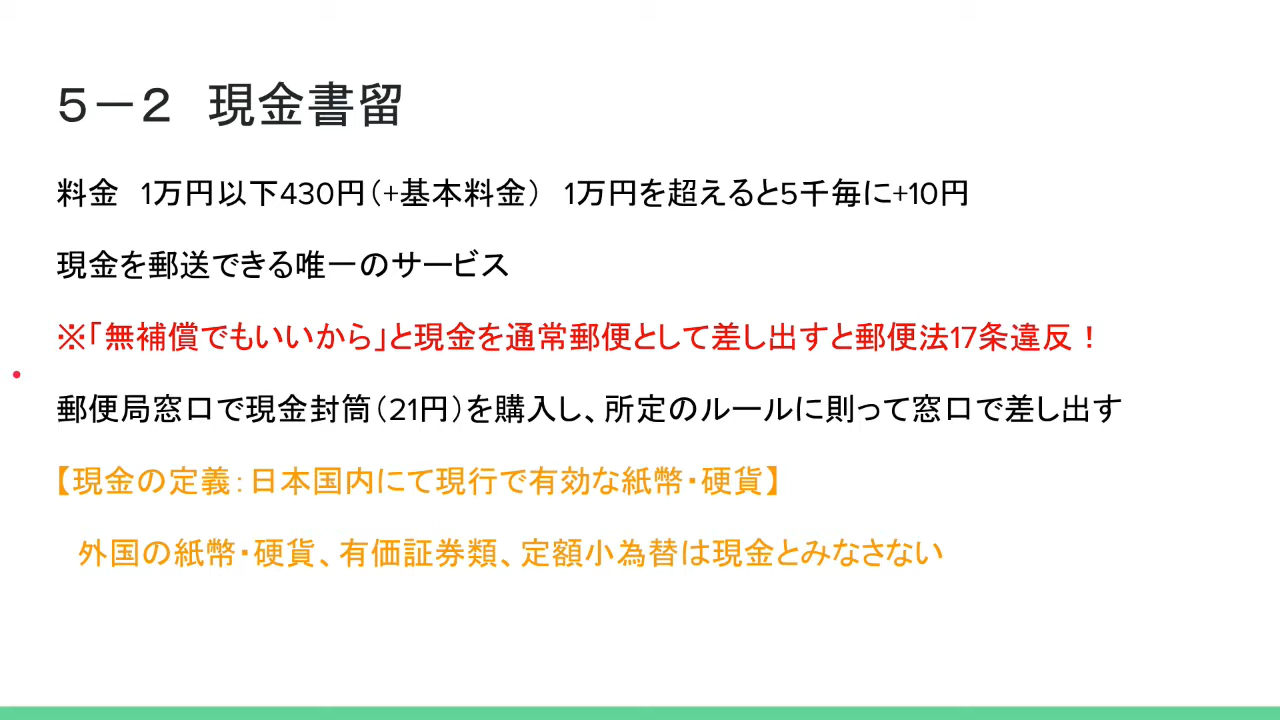 ５－２　現金書留
料金　1万円以下430円（+基本料金）　1万円を超えると5千毎に+10円
現金を郵送できる唯一のサービス
※「無補償でもいいから」と現金を通常郵便として差し出すと郵便法17条違反！
郵便局窓口で現金封筒（21円）を購入し、所定のルールに則って窓口で差し出す
【現金の定義：日本国内にて現行で有効な紙幣・硬貨】
外国の紙幣・硬貨、有価証券類、定額小為替は現金とみなさない